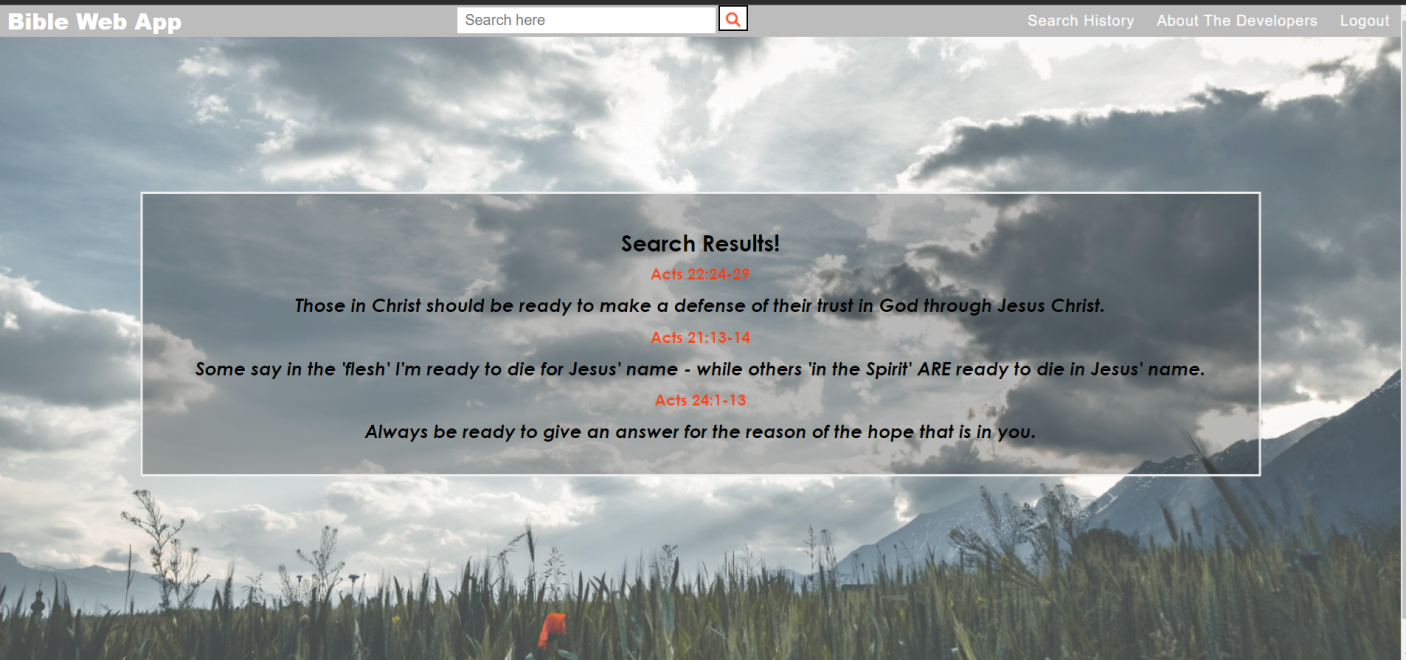 Bible Web App
Search here
Search History About The Developers Logout
Search Results!
Acts 22:24-29
Those in Christ should be ready to make a defense of their trust in God through Jesus Christ.
Acts 21:13-14
Some say in the 'flesh' I'm ready to die for Jesus' name - while others 'in the Spirit' ARE ready to die in Jesus' name.
Acts 24:1-13
Always be ready to give an answer for the reason of the hope that is in you.